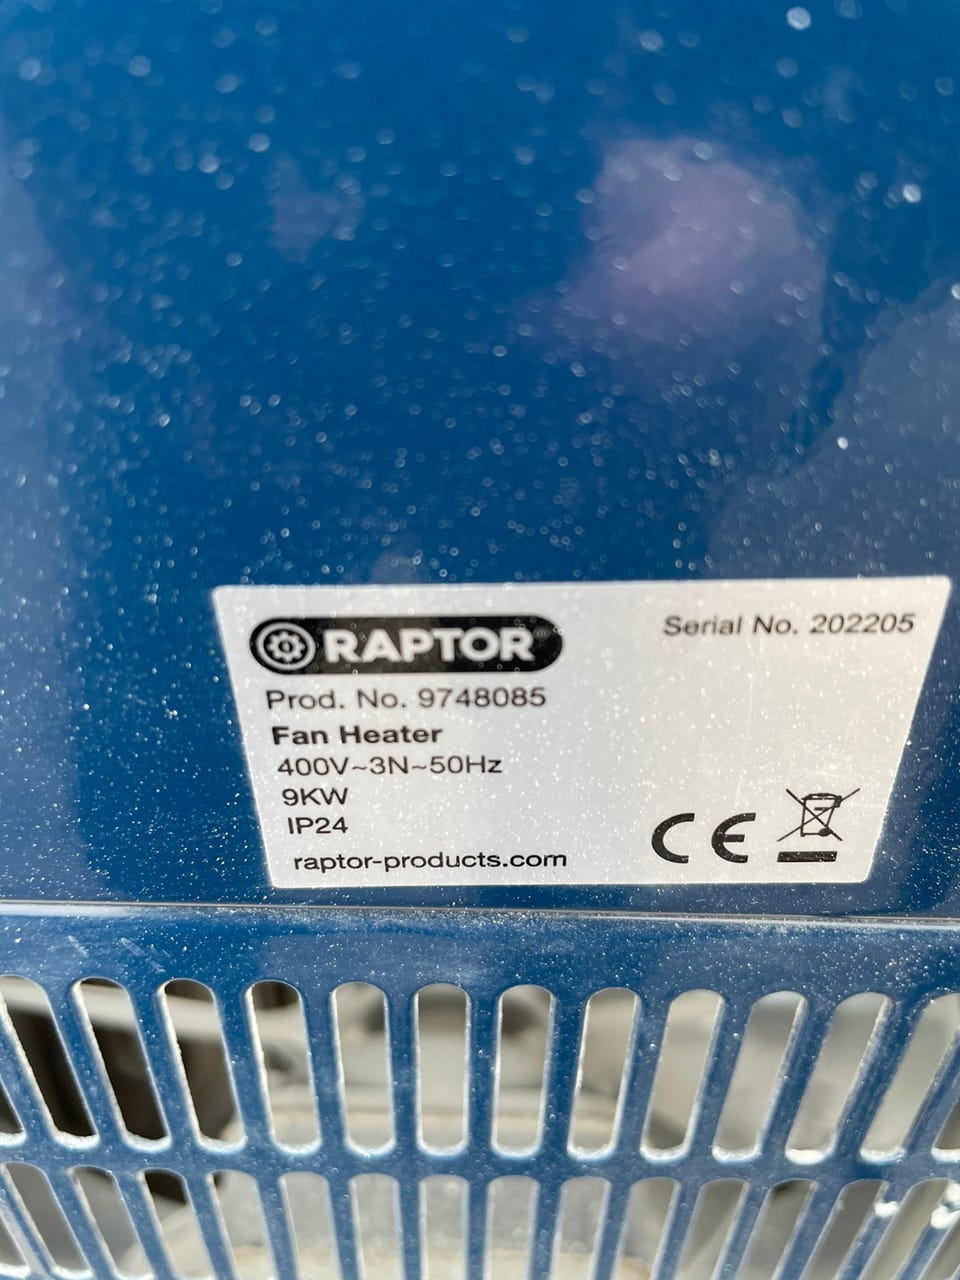 RAPTOR
Serial No. 202205
Prod. No. 9748085
Fan Heater
400V~3N~50Hz
9KW
IP24
raptor-products.com
CE